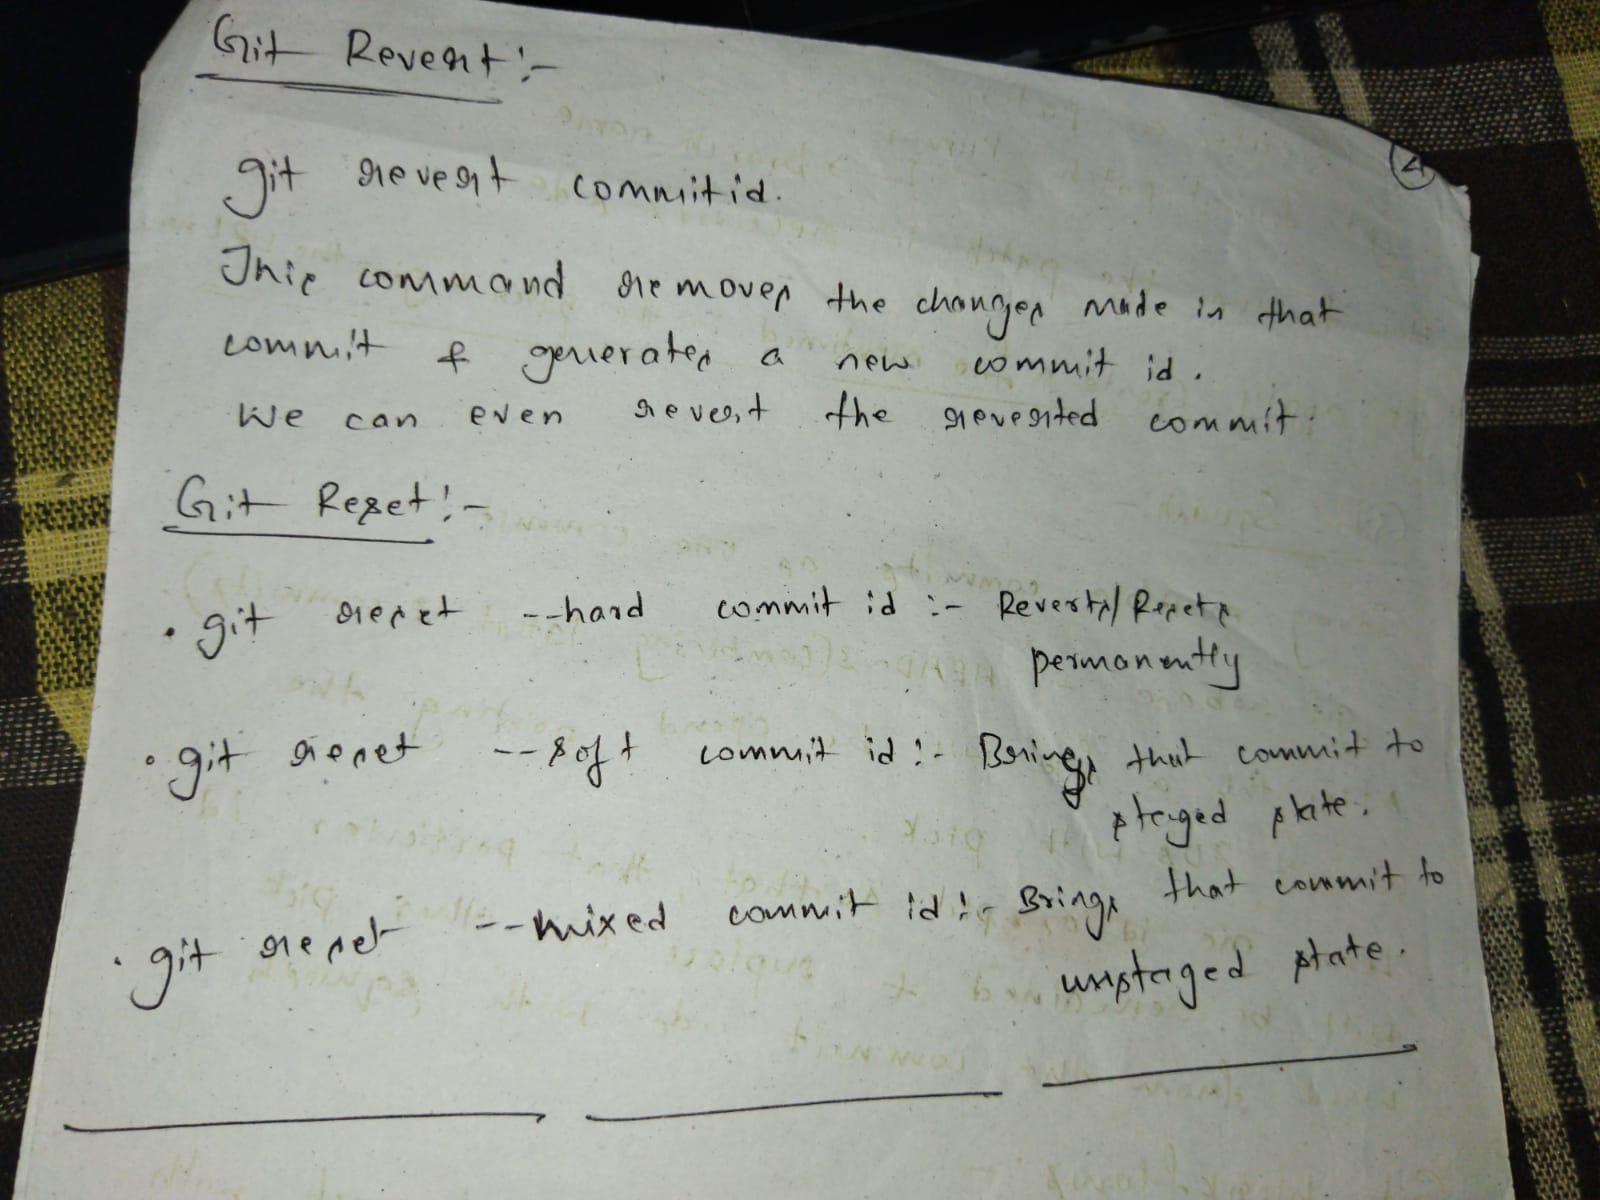 Git Revert :-
4
git revert commitid.
This command removes the changes made in that
commit & generates a new commit id.
We can even revert the reverted commit.
Git Reset :-
• git reset --hard commit id :- Reverts/Resets
permanently
• git reset --soft commit id :- Brings that commit to
staged state.
• git reset --mixed commit id :- Brings that commit to
unstaged state.